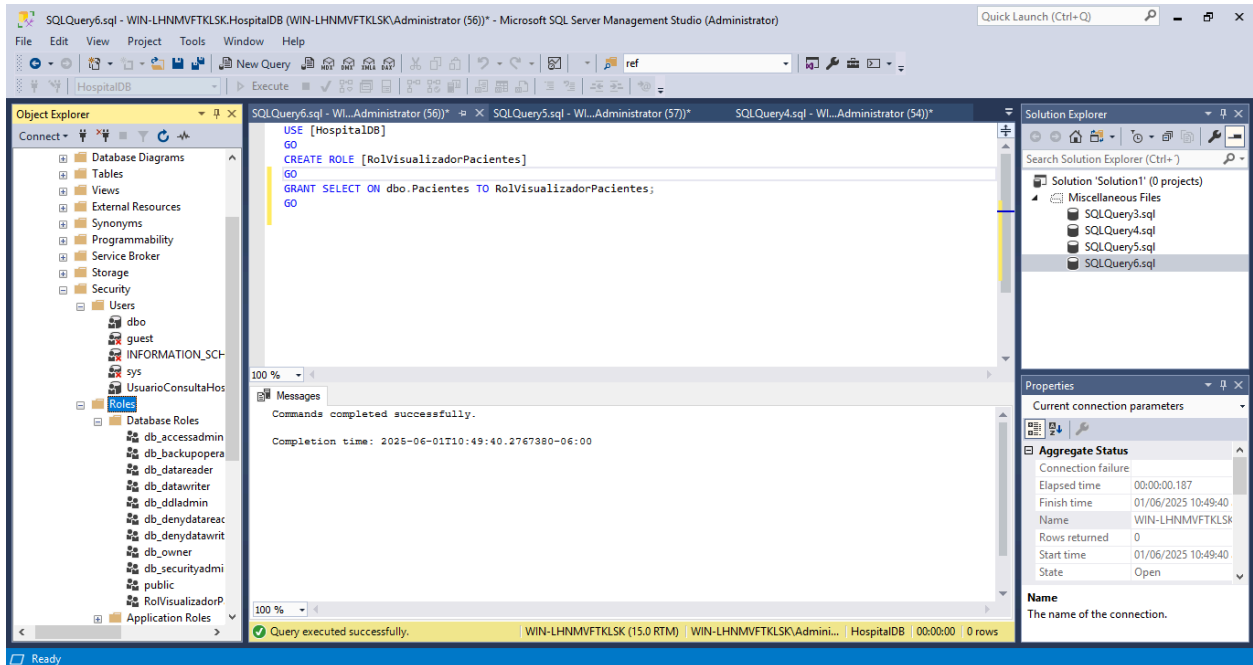 SQLQuery6.sql - WIN-LHNMVFTKLSK.HospitalDB (WIN-LHNMVFTKLSK\Administrator (56))* - Microsoft SQL Server Management Studio (Administrator)
Quick Launch (Ctrl+Q)
File Edit View Project Tools Window Help
New Query
MDX DMX XMLA DAX
ref
HospitalDB
Execute
Object Explorer
Connect
Database Diagrams
Tables
Views
External Resources
Synonyms
Programmability
Service Broker
Storage
Security
Users
dbo
guest
INFORMATION_SCH
sys
UsuarioConsultaHos
Roles
Database Roles
db_accessadmin
db_backupopera
db_datareader
db_datawriter
db_ddladmin
db_denydatareac
db_denydatawrit
db_owner
db_securityadmi
public
RolVisualizadorP
Application Roles
SQLQuery6.sql - WI...Administrator (56))* SQLQuery5.sql - WI...Administrator (57))* SQLQuery4.sql - WI...Administrator (54))*
USE [HospitalDB]
GO
CREATE ROLE [RolVisualizadorPacientes]
GO
GRANT SELECT ON dbo.Pacientes TO RolVisualizadorPacientes;
GO
100 %
Messages
Commands completed successfully.
Completion time: 2025-06-01T10:49:40.2767380-06:00
100 %
Query executed successfully. WIN-LHNMVFTKLSK (15.0 RTM) WIN-LHNMVFTKLSK\Admini... HospitalDB 00:00:00 0 rows
Solution Explorer
Search Solution Explorer (Ctrl+´)
Solution 'Solution1' (0 projects)
Miscellaneous Files
SQLQuery3.sql
SQLQuery4.sql
SQLQuery5.sql
SQLQuery6.sql
Properties
Current connection parameters
Aggregate Status
Connection failure
Elapsed time 00:00:00.187
Finish time 01/06/2025 10:49:40
Name WIN-LHNMVFTKLSK
Rows returned 0
Start time 01/06/2025 10:49:40
State Open
Name
The name of the connection.
Ready